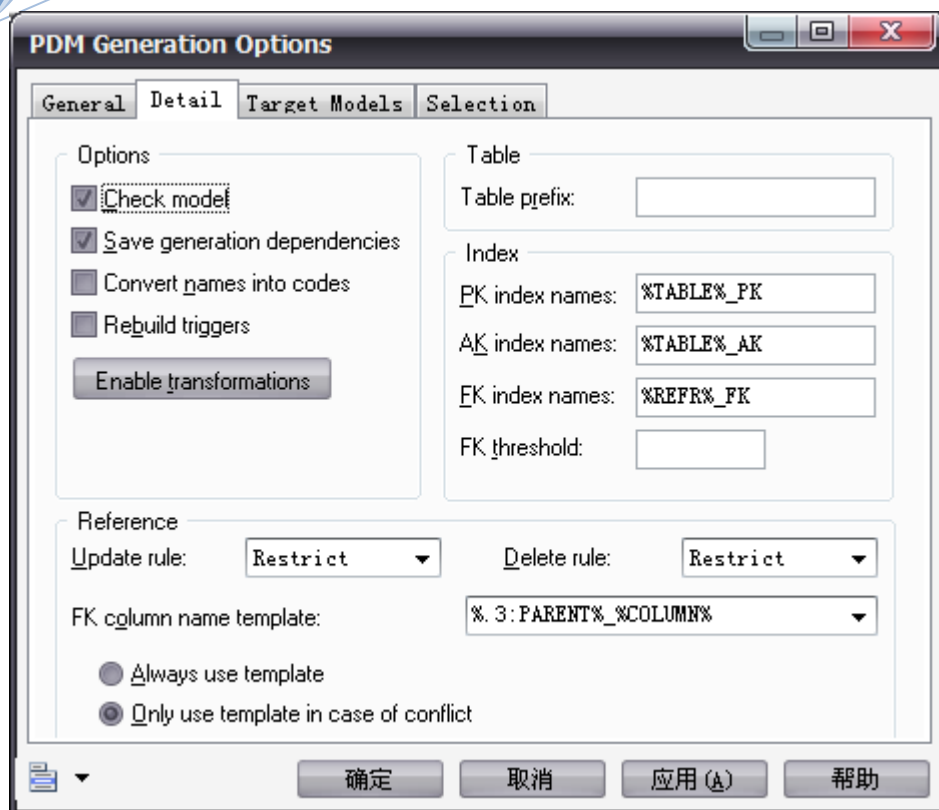 PDM Generation Options
General Detail Target Models Selection
Options
Check model
Save generation dependencies
Convert names into codes
Rebuild triggers
Enable transformations
Table
Table prefix:
Index
PK index names: %TABLE%_PK
AK index names: %TABLE%_AK
FK index names: %REFR%_FK
FK threshold:
Reference
Update rule: Restrict Delete rule: Restrict
FK column name template: %.3:PARENT%_%COLUMN%
Always use template
Only use template in case of conflict
确定 取消 应用(A) 帮助